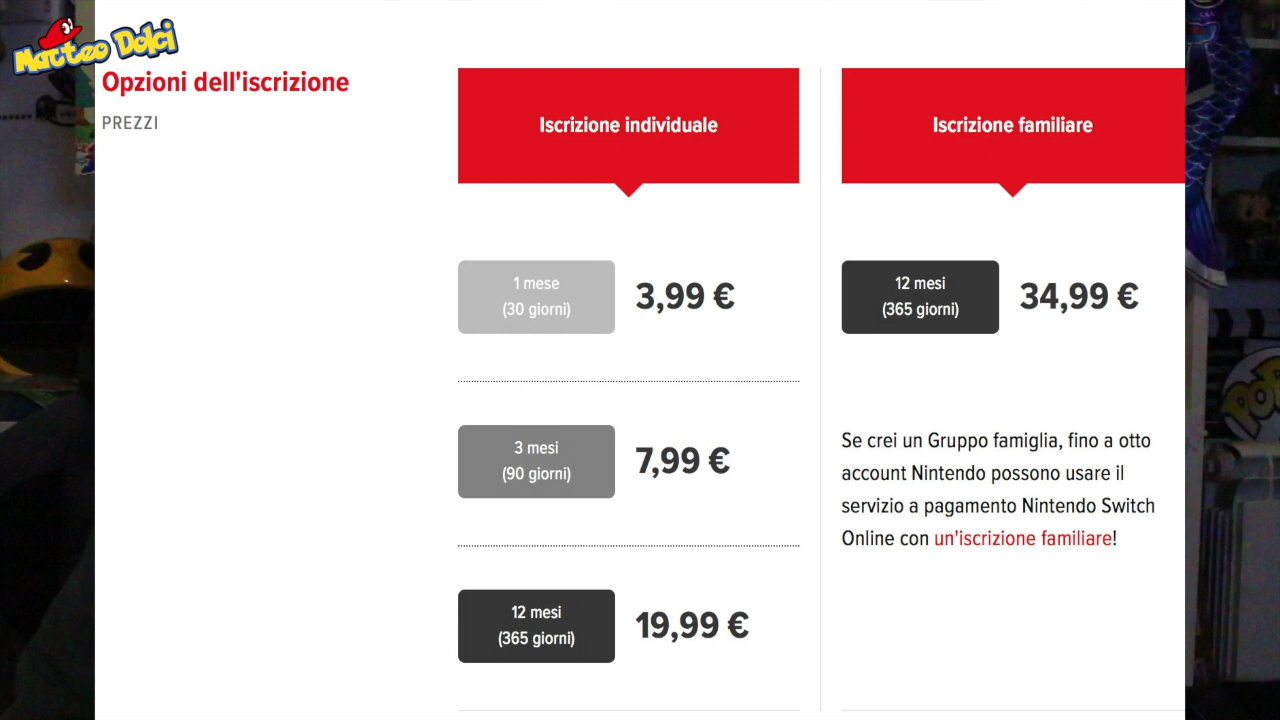 Matteo Dolci
Opzioni dell'iscrizione
PREZZI
Iscrizione individuale
1 mese
(30 giorni)
3,99 €
3 mesi
(90 giorni)
7,99 €
12 mesi
(365 giorni)
19,99 €
Iscrizione familiare
12 mesi
(365 giorni)
34,99 €
Se crei un Gruppo famiglia, fino a otto
account Nintendo possono usare il
servizio a pagamento Nintendo Switch
Online con un'iscrizione familiare!